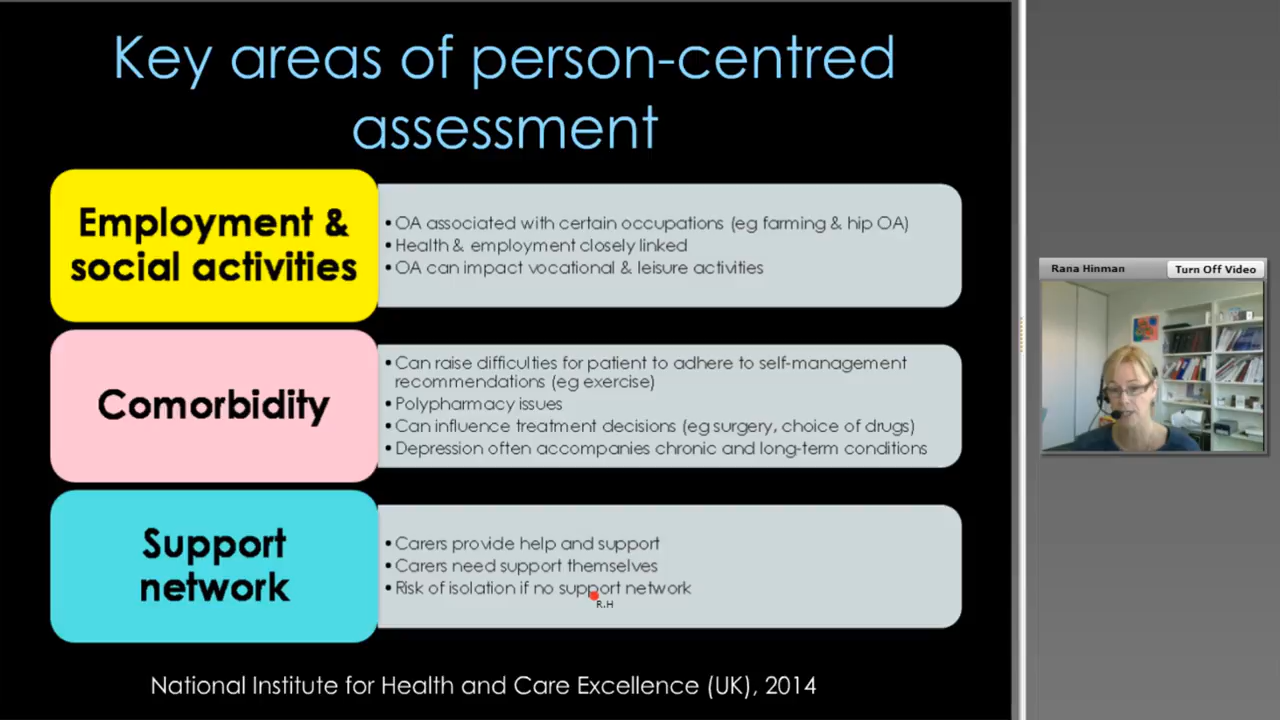 Key areas of person-centred
assessment
Employment &
social activities
• OA associated with certain occupations (eg farming & hip OA)
• Health & employment closely linked
• OA can impact vocational & leisure activities
Comorbidity
• Can raise difficulties for patient to adhere to self-management
recommendations (eg exercise)
• Polypharmacy issues
• Can influence treatment decisions (eg surgery, choice of drugs)
• Depression often accompanies chronic and long-term conditions
Support
network
• Carers provide help and support
• Carers need support themselves
• Risk of isolation if no support network
R.H
National Institute for Health and Care Excellence (UK), 2014
Rana Hinman
Turn Off Video